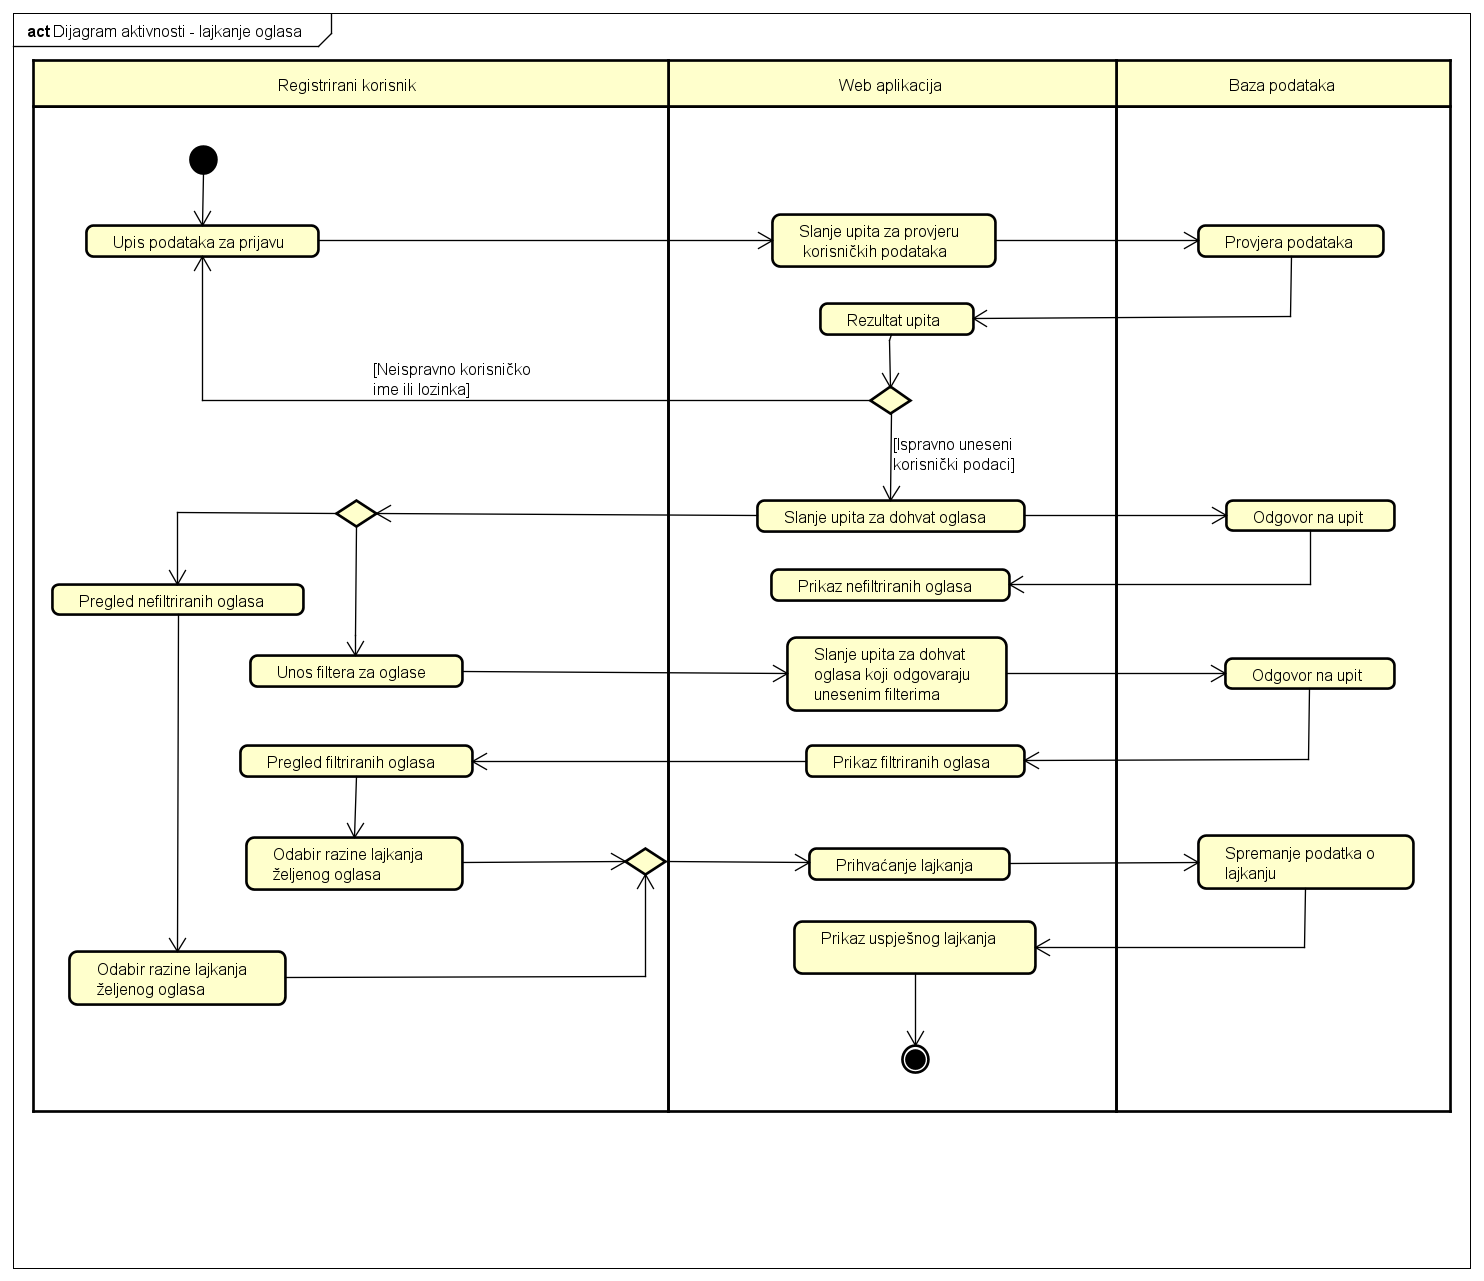 act Dijagram aktivnosti - lajkanje oglasa
Registrirani korisnik
Web aplikacija
Baza podataka
Upis podataka za prijavu
Slanje upita za provjeru
korisničkih podataka
Provjera podataka
Rezultat upita
[Neispravno korisničko
ime ili lozinka]
[Ispravno uneseni
korisnički podaci]
Slanje upita za dohvat oglasa
Odgovor na upit
Prikaz nefiltriranih oglasa
Pregled nefiltriranih oglasa
Unos filtera za oglase
Slanje upita za dohvat
oglasa koji odgovaraju
unesenim filterima
Odgovor na upit
Pregled filtriranih oglasa
Prikaz filtriranih oglasa
Odabir razine lajkanja
željenog oglasa
Prihvaćanje lajkanja
Spremanje podatka o
lajkanju
Prikaz uspješnog lajkanja
Odabir razine lajkanja
željenog oglasa